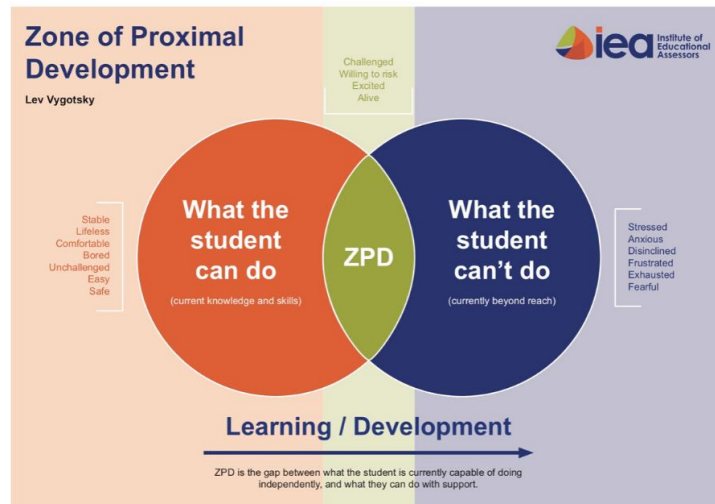 Zone of Proximal
Development
Lev Vygotsky
iea
Institute of
Educational
Assessors
Challenged
Willing to risk
Excited
Alive
Stable
Lifeless
Comfortable
Bored
Unchallenged
Easy
Safe
What the
student
can do
(current knowledge and skills)
ZPD
What the
student
can't do
(currently beyond reach)
Stressed
Anxious
Disinclined
Frustrated
Exhausted
Fearful
Learning / Development
ZPD is the gap between what the student is currently capable of doing
independently, and what they can do with support.